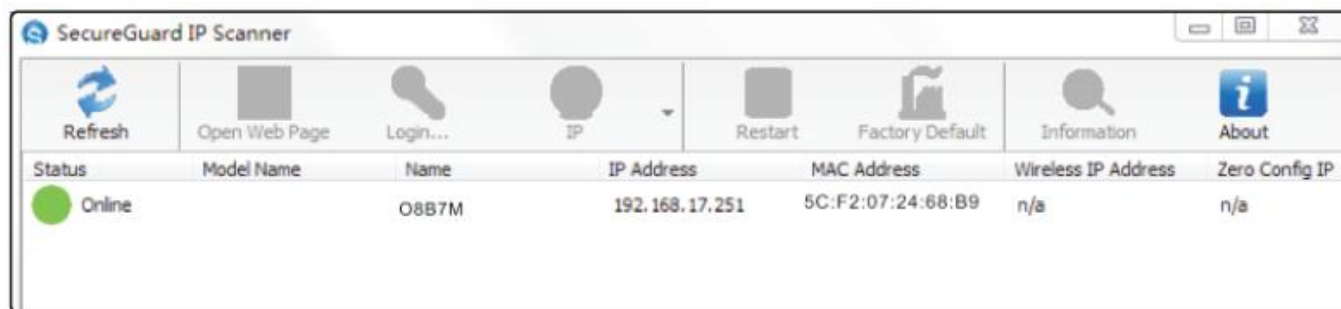 SecureGuard IP Scanner
Refresh Open Web Page Login... IP Restart Factory Default Information About
Status Model Name Name IP Address MAC Address Wireless IP Address Zero Config IP
Online O8B7M 192.168.17.251 5C:F2:07:24:68:B9 n/a n/a